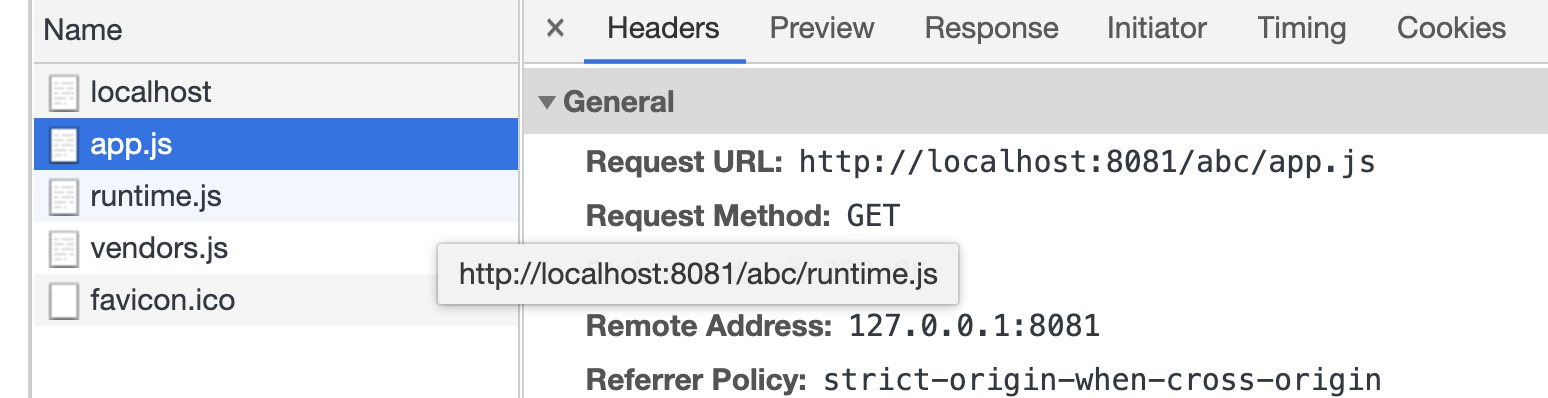 Name
× Headers Preview Response Initiator Timing Cookies
localhost
app.js
runtime.js
vendors.js
favicon.ico
▼ General
Request URL: http://localhost:8081/abc/app.js
Request Method: GET
http://localhost:8081/abc/runtime.js
Remote Address: 127.0.0.1:8081
Referrer Policy: strict-origin-when-cross-origin